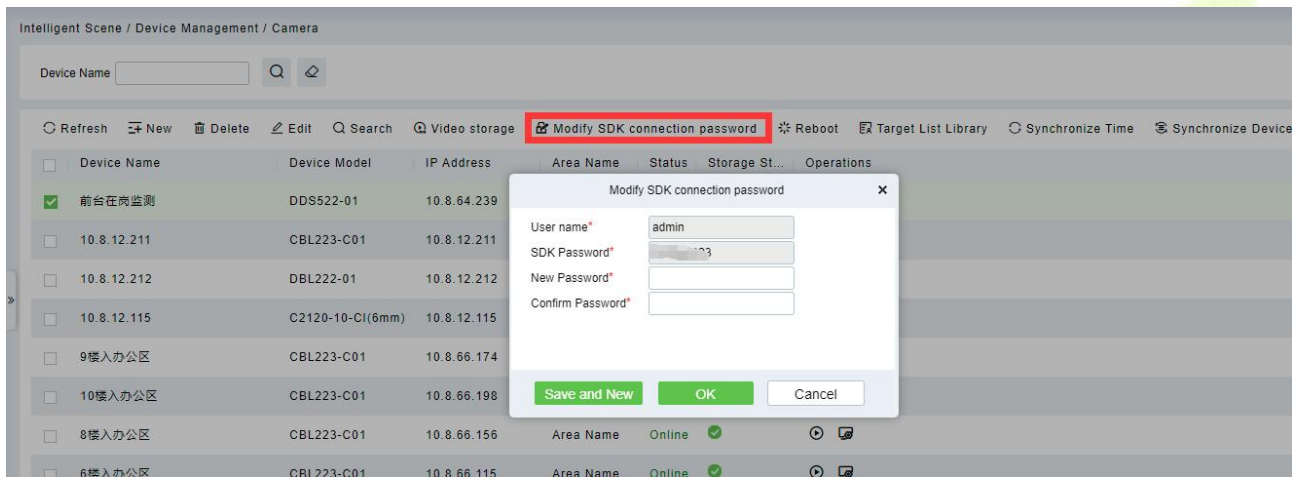 Intelligent Scene / Device Management / Camera
Device Name
Refresh New Delete Edit Search Video storage Modify SDK connection password Reboot Target List Library Synchronize Time Synchronize Device
Device Name Device Model IP Address Area Name Status Storage St... Operations
前台在岗监测 DDS522-01 10.8.64.239
10.8.12.211 CBL223-C01 10.8.12.211
10.8.12.212 DBL222-01 10.8.12.212
10.8.12.115 C2120-10-CI(6mm) 10.8.12.115
9楼入办公区 CBL223-C01 10.8.66.174
10楼入办公区 CBL223-C01 10.8.66.198
8楼入办公区 CBL223-C01 10.8.66.156 Area Name Online
6楼入办公区 CBL223-C01 10.8.66.115 Area Name Online
Modify SDK connection password
User name* admin
SDK Password*
New Password*
Confirm Password*
Save and New OK Cancel